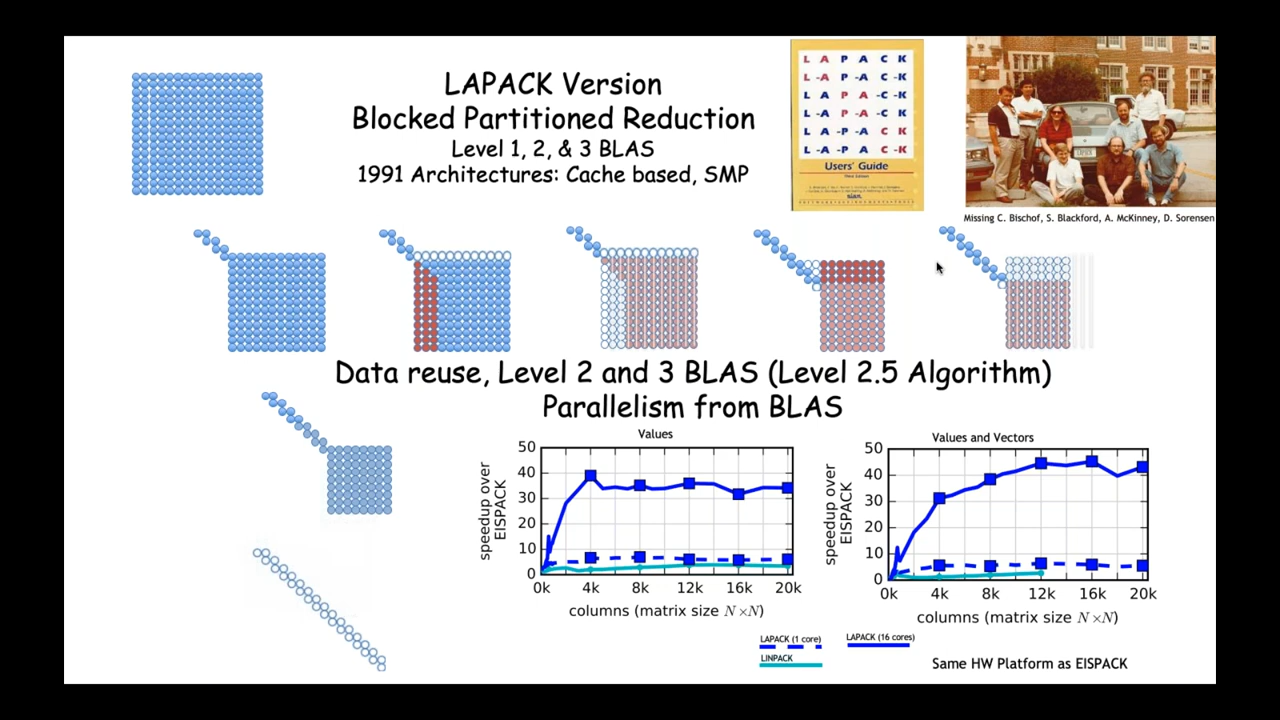 LAPACK Version
Blocked Partitioned Reduction
Level 1, 2, & 3 BLAS
1991 Architectures: Cache based, SMP
L A P A C K
L -A P -A C -K
L A P A -C -K
L -A P -A -C K
L A -P -A C K
L -A -P A C -K
Users' Guide
Third Edition
siam.
Missing C. Bischof, S. Blackford, A. McKinney, D. Sorensen
Data reuse, Level 2 and 3 BLAS (Level 2.5 Algorithm)
Parallelism from BLAS
Values
speedup over
EISPACK
50
40
30
20
10
0
0k 4k 8k 12k 16k 20k
columns (matrix size N×N)
Values and Vectors
speedup over
EISPACK
50
40
30
20
10
0
0k 4k 8k 12k 16k 20k
columns (matrix size N×N)
LAPACK (1 core)
LAPACK (16 cores)
LINPACK
Same HW Platform as EISPACK